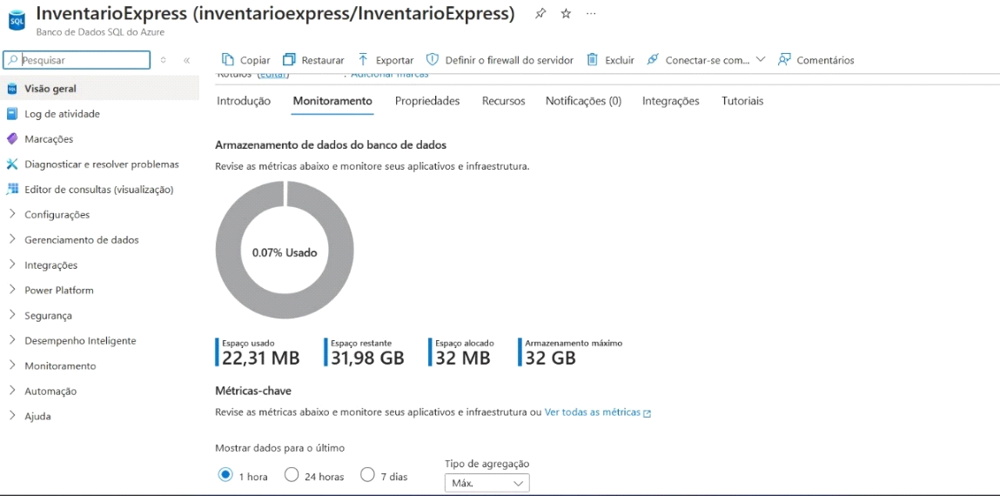 InventarioExpress (inventarioexpress/InventarioExpress)
SQL
Banco de Dados SQL do Azure
Pesquisar
Copiar Restaurar Exportar Definir o firewall do servidor Excluir Conectar-se com... Comentários
Rótulos (editar) : Adicionar marcas
Visão geral
Log de atividade
Marcações
Diagnosticar e resolver problemas
Editor de consultas (visualização)
Configurações
Gerenciamento de dados
Integrações
Power Platform
Segurança
Desempenho Inteligente
Monitoramento
Automação
Ajuda
Introdução Monitoramento Propriedades Recursos Notificações (0) Integrações Tutoriais
Armazenamento de dados do banco de dados
Revise as métricas abaixo e monitore seus aplicativos e infraestrutura.
0.07% Usado
Espaço usado
22,31 MB
Espaço restante
31,98 GB
Espaço alocado
32 MB
Armazenamento máximo
32 GB
Métricas-chave
Revise as métricas abaixo e monitore seus aplicativos e infraestrutura ou Ver todas as métricas
Mostrar dados para o último
1 hora 24 horas 7 dias
Tipo de agregação
Máx.